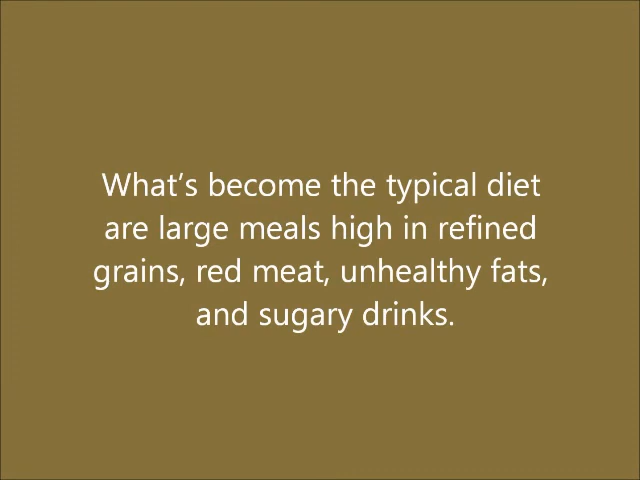 What's become the typical diet
are large meals high in refined
grains, red meat, unhealthy fats,
and sugary drinks.